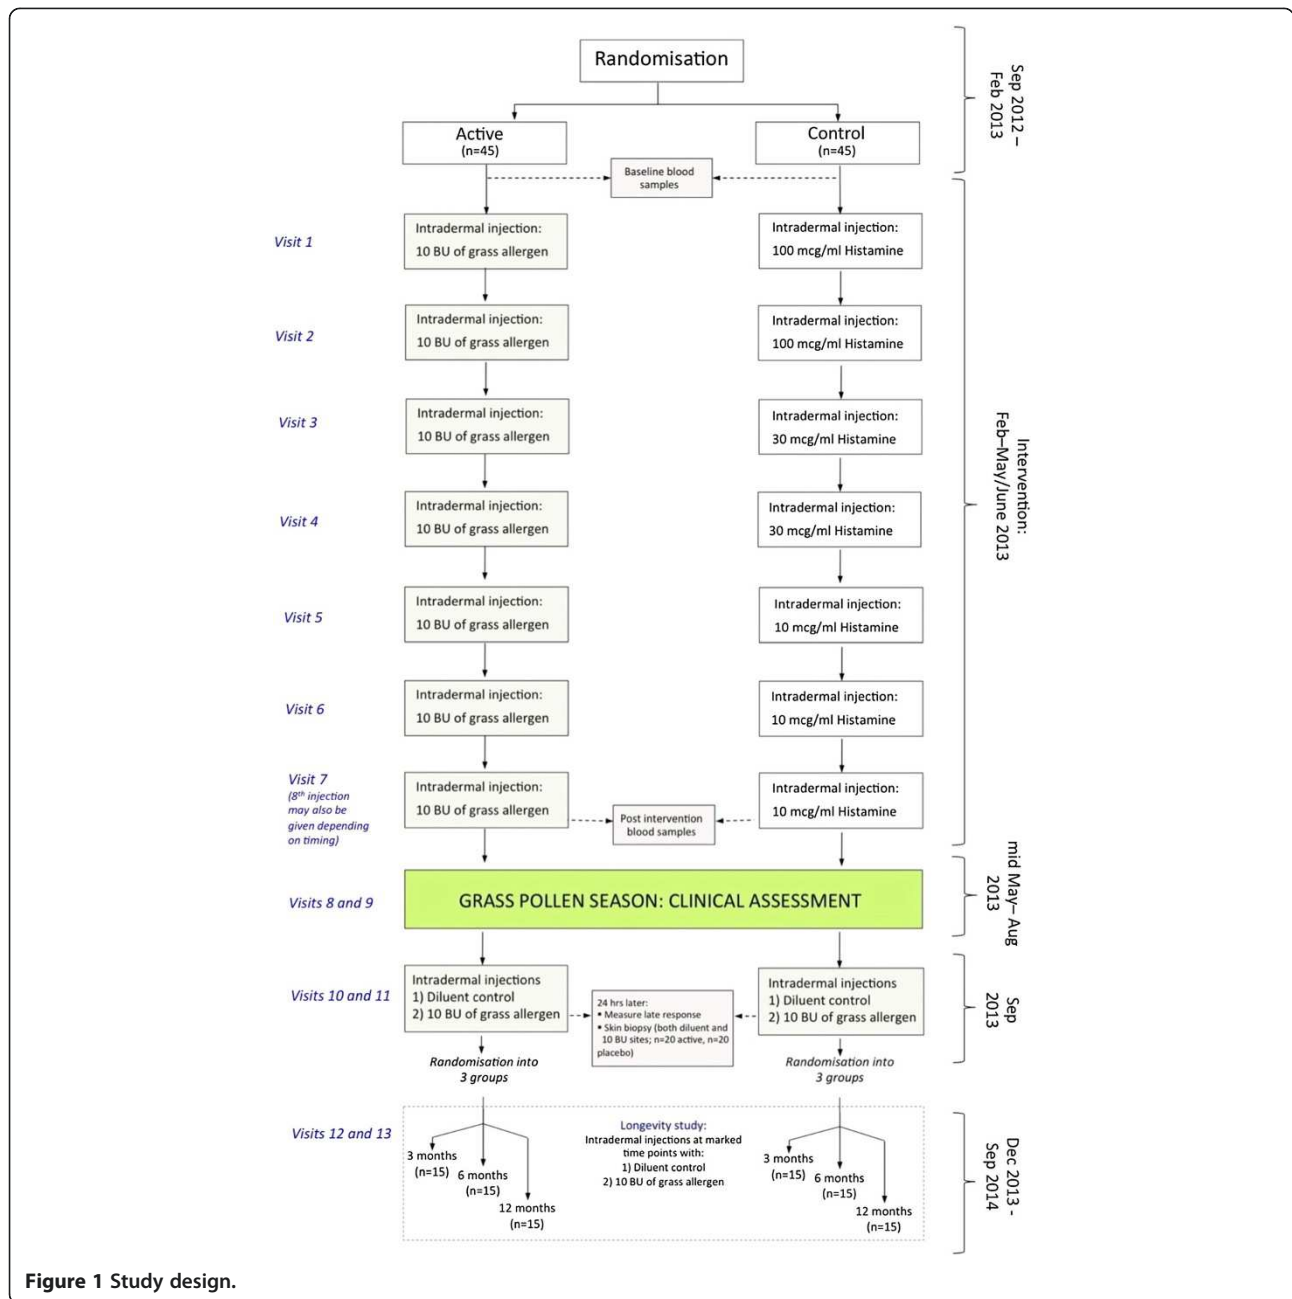 Randomisation
Sep 2012 –
Feb 2013
Active
(n=45)
Control
(n=45)
Baseline blood
samples
Intervention:
Feb–May/June 2013
Visit 1
Intradermal injection:
10 BU of grass allergen
Intradermal injection:
100 mcg/ml Histamine
Visit 2
Intradermal injection:
10 BU of grass allergen
Intradermal injection:
100 mcg/ml Histamine
Visit 3
Intradermal injection:
10 BU of grass allergen
Intradermal injection:
30 mcg/ml Histamine
Visit 4
Intradermal injection:
10 BU of grass allergen
Intradermal injection:
30 mcg/ml Histamine
Visit 5
Intradermal injection:
10 BU of grass allergen
Intradermal injection:
10 mcg/ml Histamine
Visit 6
Intradermal injection:
10 BU of grass allergen
Intradermal injection:
10 mcg/ml Histamine
Visit 7
(8th injection
may also be
given depending
on timing)
Intradermal injection:
10 BU of grass allergen
Post intervention
blood samples
Intradermal injection:
10 mcg/ml Histamine
Visits 8 and 9
GRASS POLLEN SEASON: CLINICAL ASSESSMENT
mid May– Aug
2013
Visits 10 and 11
Intradermal injections
1) Diluent control
2) 10 BU of grass allergen
24 hrs later:
▪ Measure late response
▪ Skin biopsy (both diluent and
10 BU sites; n=20 active, n=20
placebo)
Intradermal injections
1) Diluent control
2) 10 BU of grass allergen
Sep
2013
Randomisation into
3 groups
Randomisation into
3 groups
Visits 12 and 13
3 months
(n=15)
6 months
(n=15)
12 months
(n=15)
Longevity study:
Intradermal injections at marked
time points with:
1) Diluent control
2) 10 BU of grass allergen
3 months
(n=15)
6 months
(n=15)
12 months
(n=15)
Dec 2013 -
Sep 2014
Figure 1 Study design.